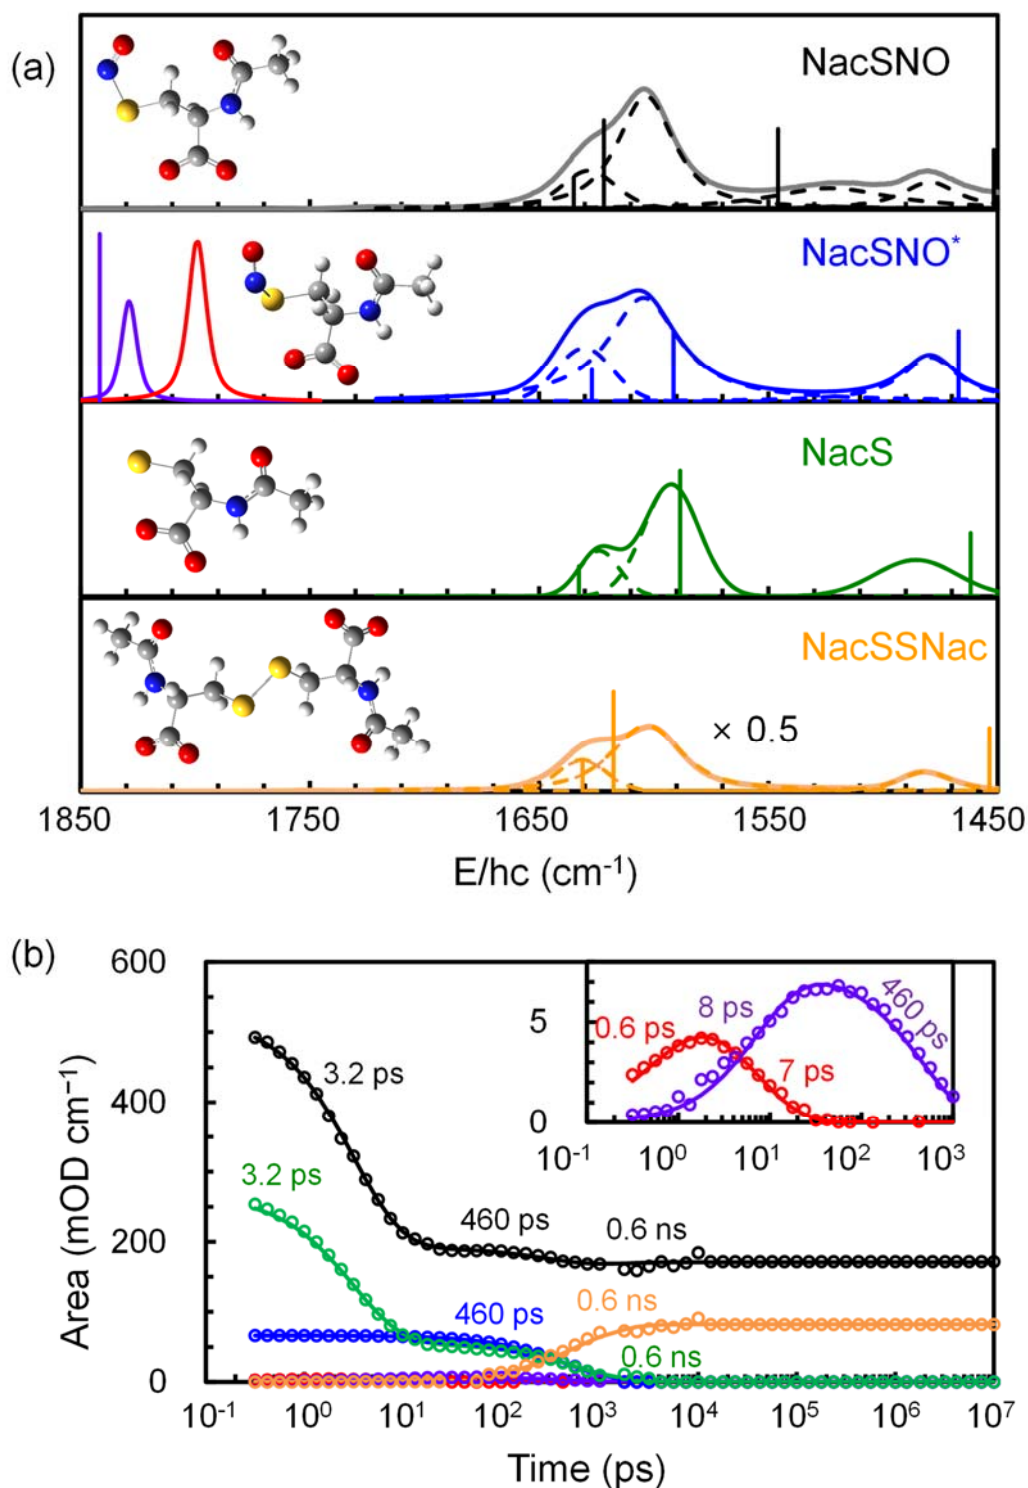 (a)
NacSNO
NacSNO*
NacS
NacSSNac
× 0.5
1850 1750 1650 1550 1450
E/hc (cm⁻¹)
(b)
600
400
200
0
Area (mOD cm⁻¹)
3.2 ps
3.2 ps
460 ps
0.6 ns
460 ps
0.6 ns
0.6 ns
5
0
0.6 ps
8 ps
460 ps
7 ps
10⁻¹ 10⁰ 10¹ 10² 10³
10⁻¹ 10⁰ 10¹ 10² 10³ 10⁴ 10⁵ 10⁶ 10⁷
Time (ps)